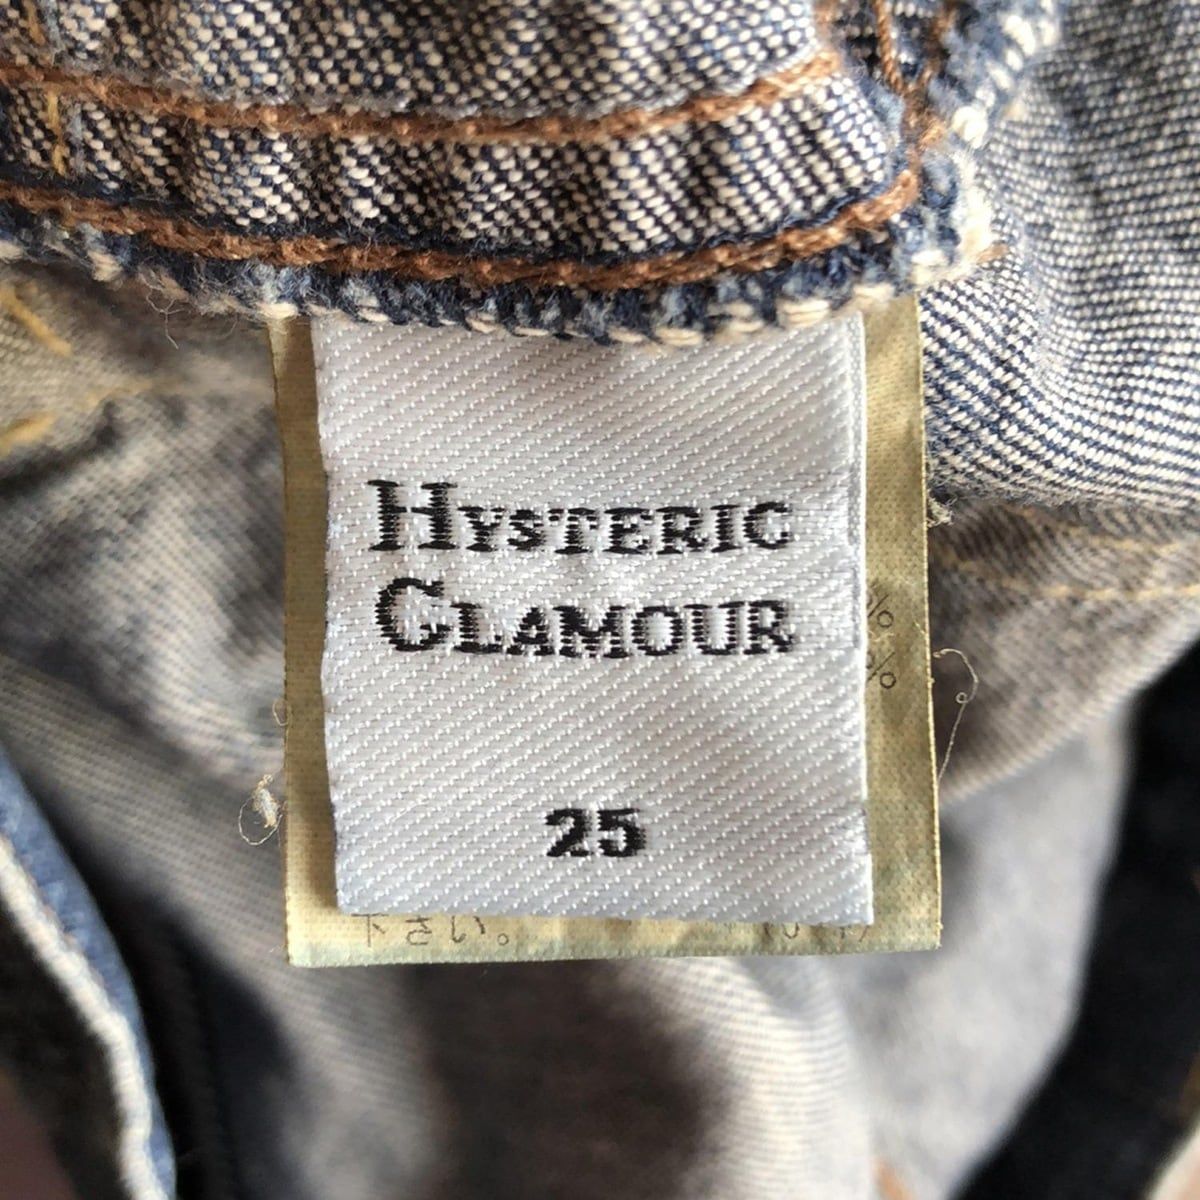 HYSTERIC
GLAMOUR
%
%
25
下さい。